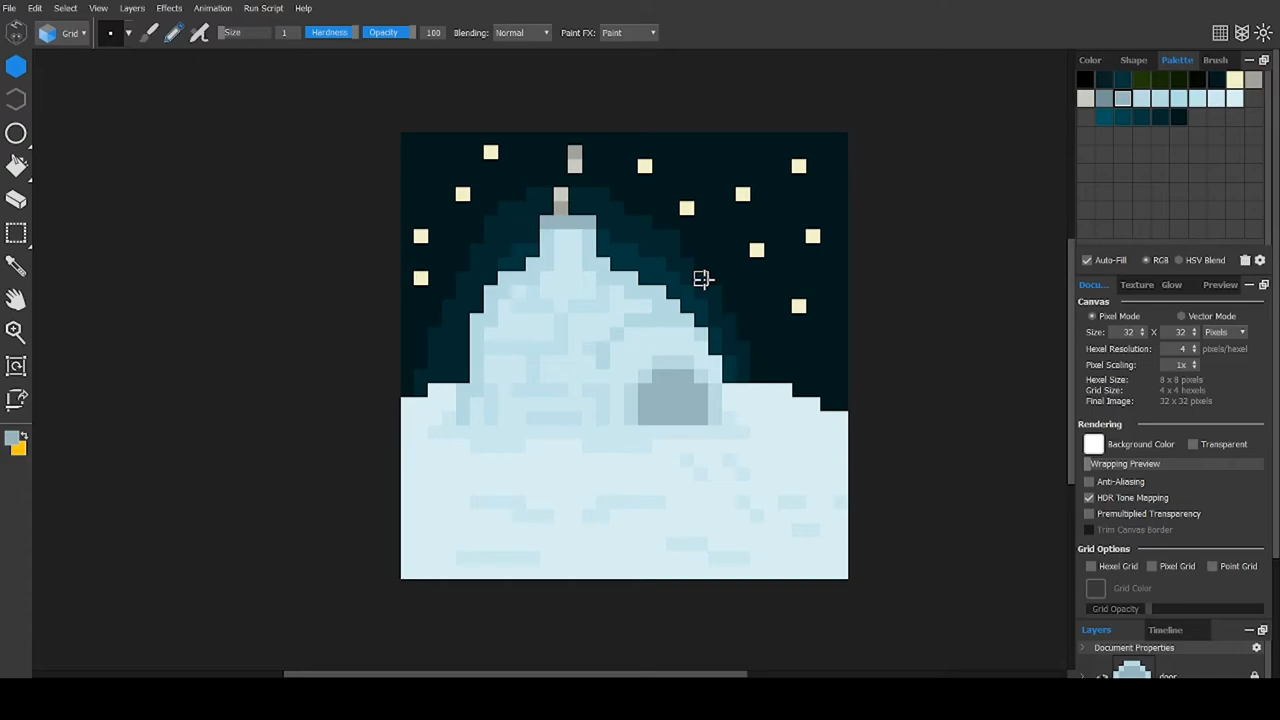 File Edit Select View Layers Effects Animation Run Script Help
Grid Size 1 Hardness Opacity 100 Blending: Normal Paint FX: Paint
Color Shape Palette Brush
Auto-Fill RGB HSV Blend
Docu... Texture Glow Preview
Canvas
Pixel Mode Vector Mode
Size: 32 X 32 Pixels
Hexel Resolution: 4 pixels/hexel
Pixel Scaling: 1x
Hexel Size: 8 x 8 pixels
Grid Size: 4 x 4 hexels
Final Image: 32 x 32 pixels
Rendering
Background Color Transparent
Wrapping Preview
Anti-Aliasing
HDR Tone Mapping
Premultiplied Transparency
Trim Canvas Border
Grid Options
Hexel Grid Pixel Grid Point Grid
Grid Color
Grid Opacity
Layers Timeline
Document Properties
door